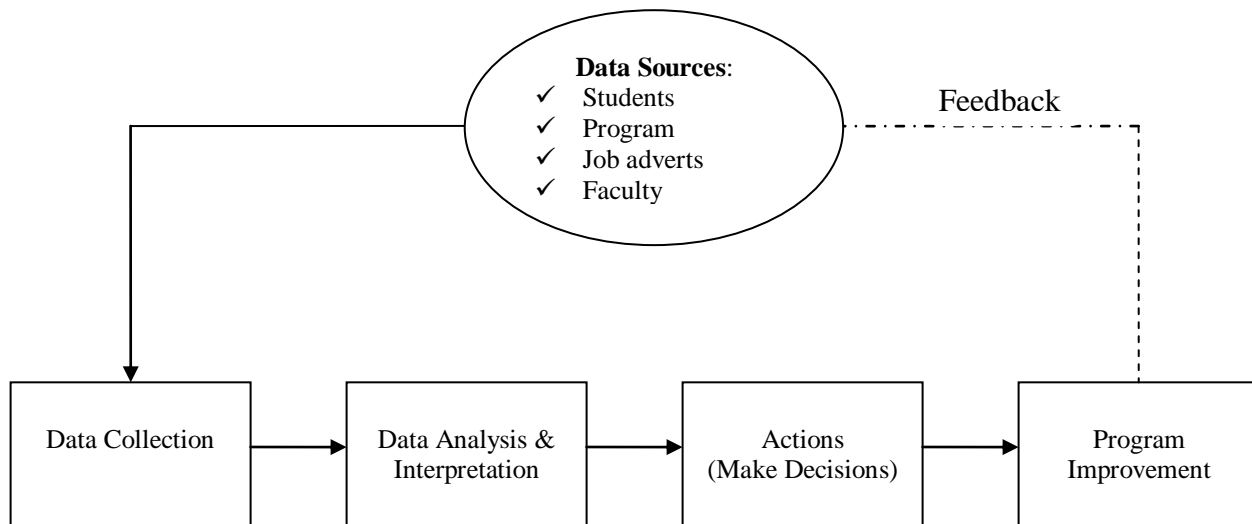 Data Sources:
✓ Students
✓ Program
✓ Job adverts
✓ Faculty
Feedback
Data Collection
Data Analysis &
Interpretation
Actions
(Make Decisions)
Program
Improvement